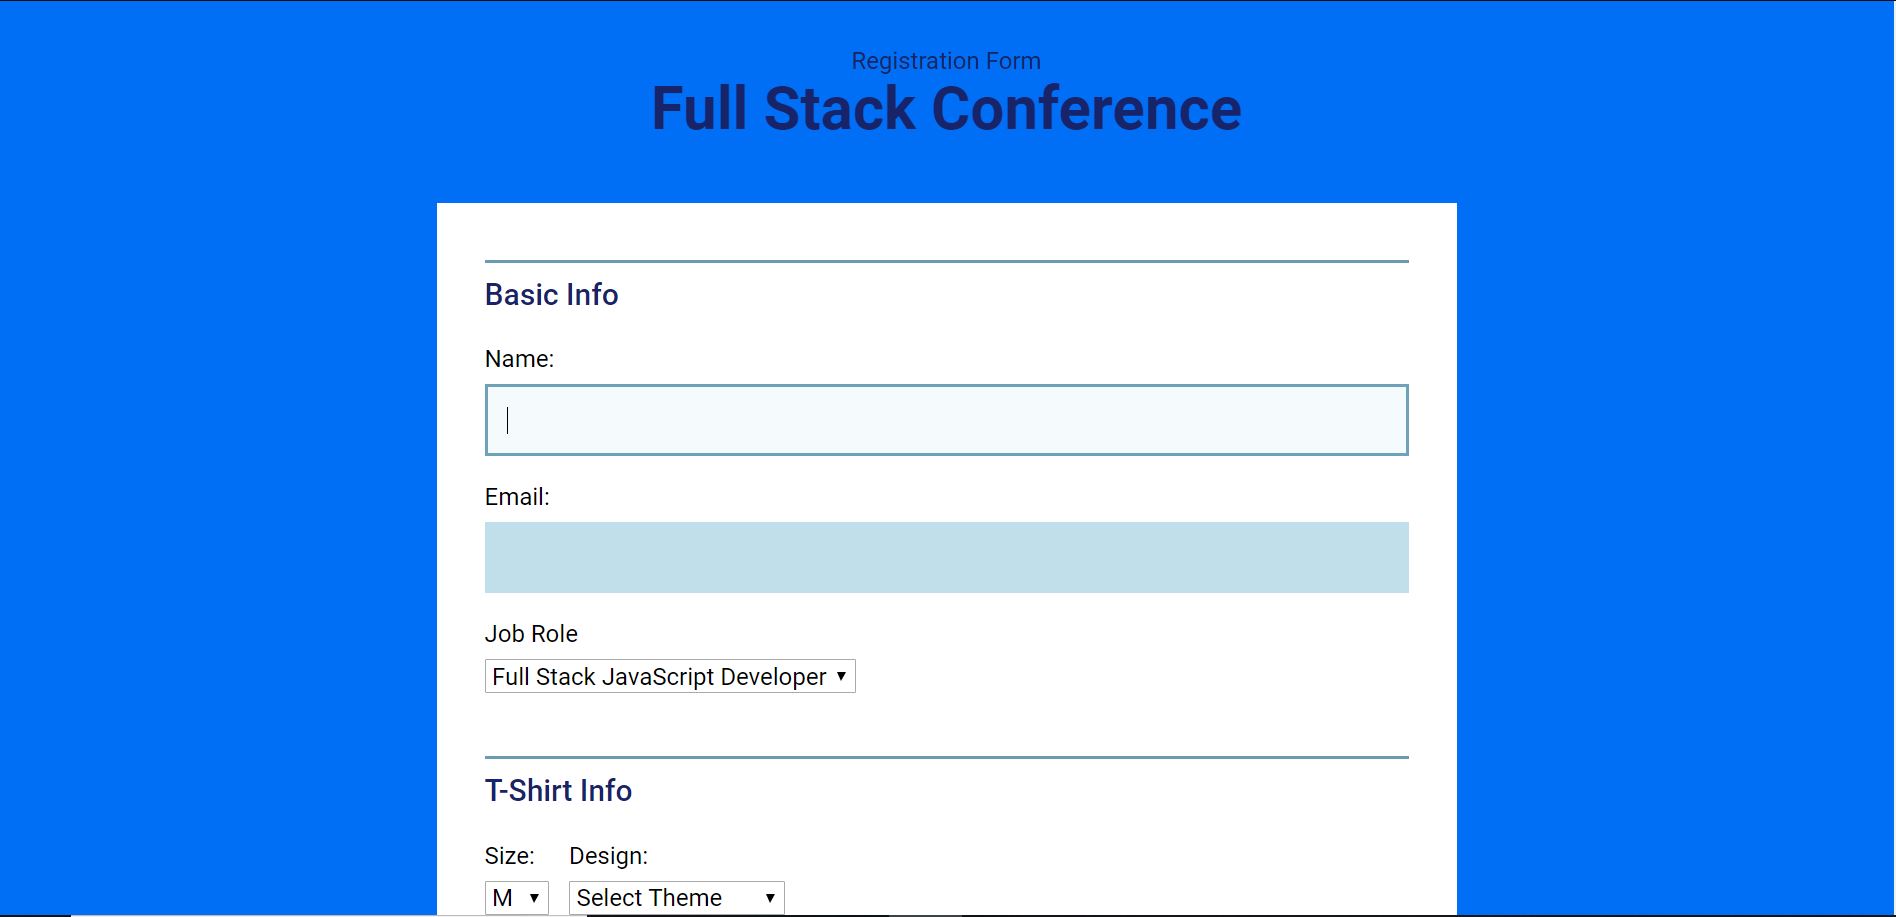 Registration Form
Full Stack Conference
Basic Info
Name:
Email:
Job Role
Full Stack JavaScript Developer
T-Shirt Info
Size: Design:
M Select Theme